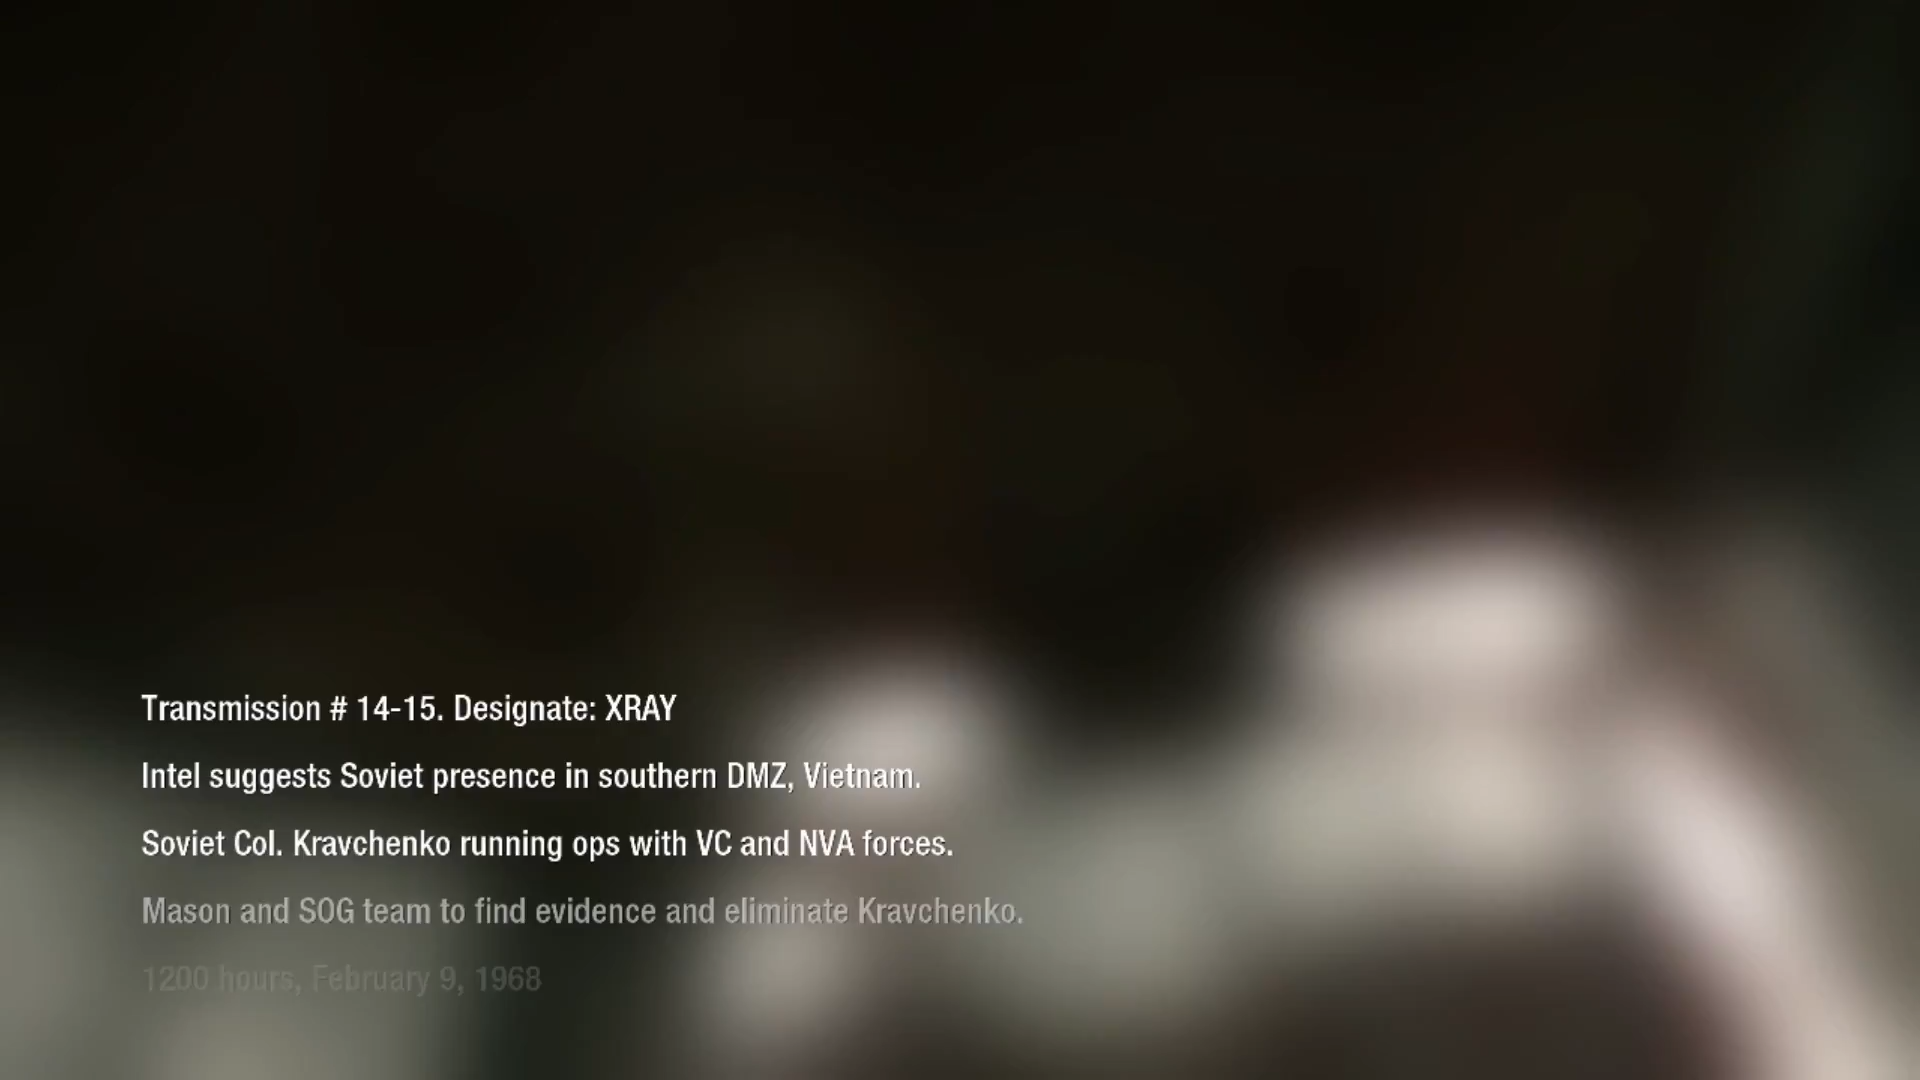 Transmission # 14-15. Designate: XRAY
Intel suggests Soviet presence in southern DMZ, Vietnam.
Soviet Col. Kravchenko running ops with VC and NVA forces.
Mason and SOG team to find evidence and eliminate Kravchenko.
1200 hours, February 9, 1968